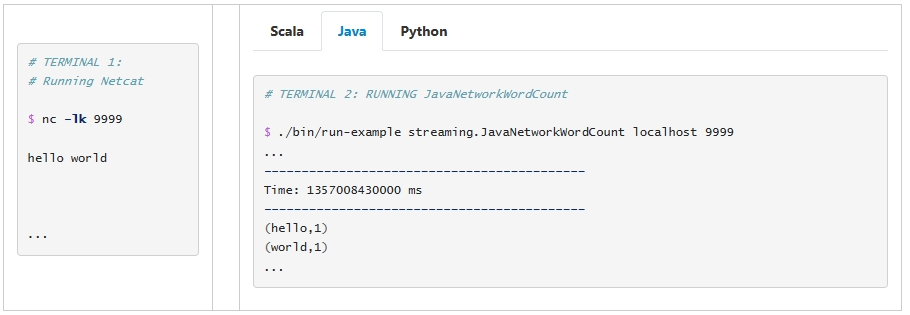 # TERMINAL 1:
# Running Netcat
$ nc -lk 9999
hello world
...
Scala Java Python
# TERMINAL 2: RUNNING JavaNetworkWordCount
$ ./bin/run-example streaming.JavaNetworkWordCount localhost 9999
...
-------------------------------------------
Time: 1357008430000 ms
-------------------------------------------
(hello,1)
(world,1)
...